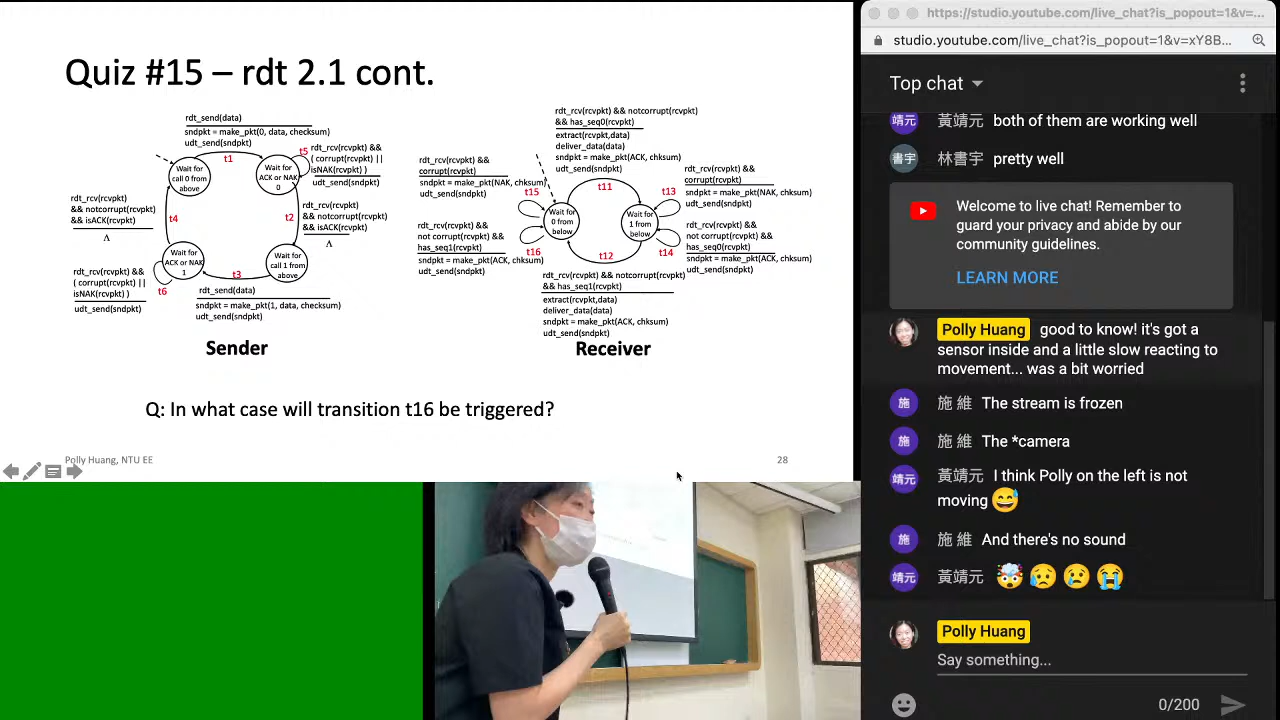 Quiz #15 – rdt 2.1 cont.
rdt_send(data)
sndpkt = make_pkt(0, data, checksum)
udt_send(sndpkt)
t1
Wait for
call 0 from
above
Wait for
ACK or NAK
0
t5
rdt_rcv(rcvpkt) &&
( corrupt(rcvpkt) ||
isNAK(rcvpkt) )
udt_send(sndpkt)
rdt_rcv(rcvpkt)
&& notcorrupt(rcvpkt)
&& isACK(rcvpkt)
Λ
t4
t2
rdt_rcv(rcvpkt)
&& notcorrupt(rcvpkt)
&& isACK(rcvpkt)
Λ
Wait for
ACK or NAK
1
Wait for
call 1 from
above
t3
rdt_rcv(rcvpkt) &&
( corrupt(rcvpkt) ||
isNAK(rcvpkt) )
udt_send(sndpkt)
t6
rdt_send(data)
sndpkt = make_pkt(1, data, checksum)
udt_send(sndpkt)
Sender
rdt_rcv(rcvpkt) && notcorrupt(rcvpkt)
&& has_seq0(rcvpkt)
extract(rcvpkt,data)
deliver_data(data)
sndpkt = make_pkt(ACK, chksum)
udt_send(sndpkt)
rdt_rcv(rcvpkt) &&
corrupt(rcvpkt)
sndpkt = make_pkt(NAK, chksum)
udt_send(sndpkt)
t15
t11
t13
rdt_rcv(rcvpkt) &&
corrupt(rcvpkt)
sndpkt = make_pkt(NAK, chksum)
udt_send(sndpkt)
Wait for
0 from
below
Wait for
1 from
below
rdt_rcv(rcvpkt) &&
not corrupt(rcvpkt) &&
has_seq1(rcvpkt)
sndpkt = make_pkt(ACK, chksum)
udt_send(sndpkt)
t16
t12
t14
rdt_rcv(rcvpkt) &&
not corrupt(rcvpkt) &&
has_seq0(rcvpkt)
sndpkt = make_pkt(ACK, chksum)
udt_send(sndpkt)
rdt_rcv(rcvpkt) && notcorrupt(rcvpkt)
&& has_seq1(rcvpkt)
extract(rcvpkt,data)
deliver_data(data)
sndpkt = make_pkt(ACK, chksum)
udt_send(sndpkt)
Receiver
Q: In what case will transition t16 be triggered?
Polly Huang, NTU EE
28
https://studio.youtube.com/live_chat?is_popout=1&v=...
studio.youtube.com/live_chat?is_popout=1&v=xY8B...
Top chat
靖元 黃靖元 both of them are working well
書宇 林書宇 pretty well
Welcome to live chat! Remember to
guard your privacy and abide by our
community guidelines.
LEARN MORE
Polly Huang good to know! it's got a
sensor inside and a little slow reacting to
movement... was a bit worried
施 施 維 The stream is frozen
施 施 維 The *camera
靖元 黃靖元 I think Polly on the left is not
moving 😅
施 施 維 And there's no sound
靖元 黃靖元 🤯😥😢😭
Polly Huang
Say something...
0/200